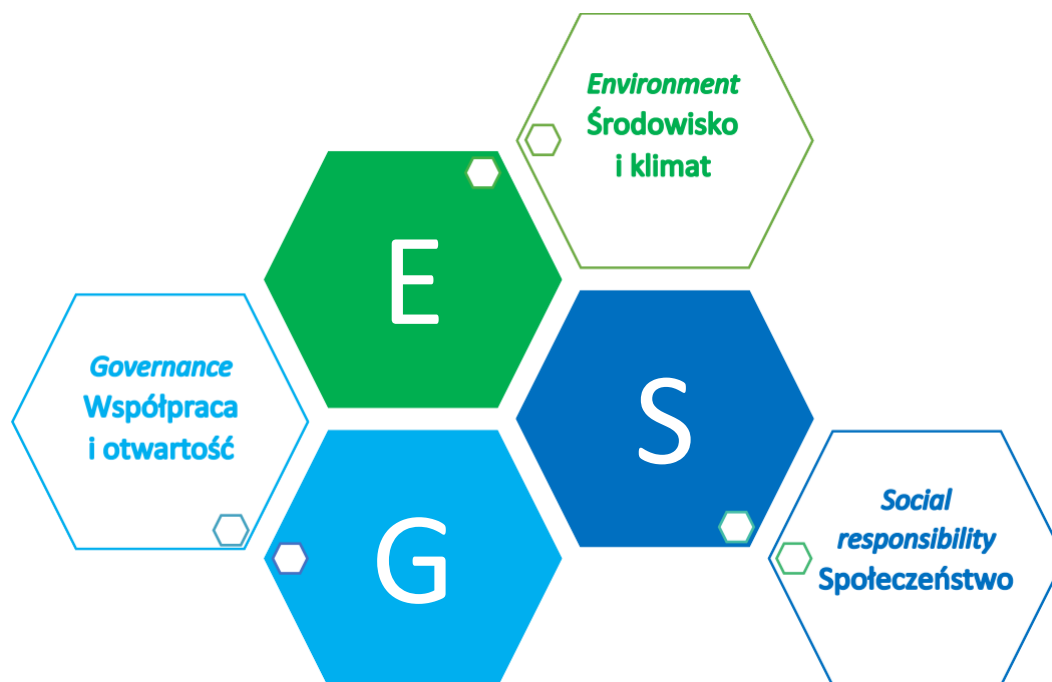 Environment
Środowisko
i klimat
E
Governance
Współpraca
i otwartość
S
G
Social
responsibility
Społeczeństwo